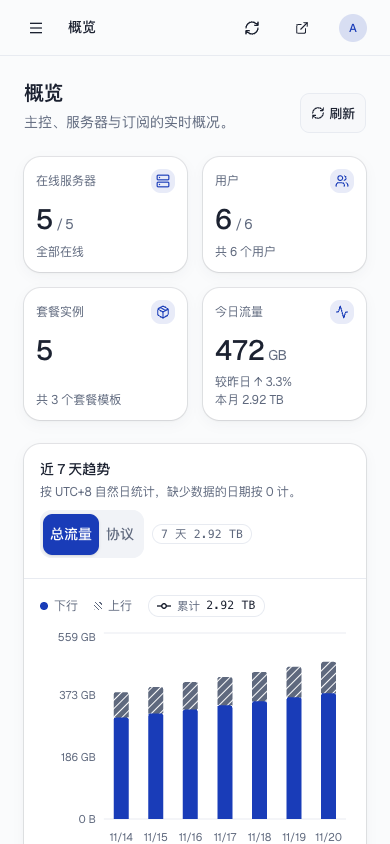 概览
A
概览
主控、服务器与订阅的实时概况。
刷新
在线服务器
5 / 5
全部在线
用户
6 / 6
共 6 个用户
套餐实例
5
共 3 个套餐模板
今日流量
472 GB
较昨日 ↑ 3.3%
本月 2.92 TB
近 7 天趋势
按 UTC+8 自然日统计，缺少数据的日期按 0 计。
总流量 协议 7 天 2.92 TB
下行 上行 累计 2.92 TB
559 GB
373 GB
186 GB
0 B
11/14 11/15 11/16 11/17 11/18 11/19 11/20